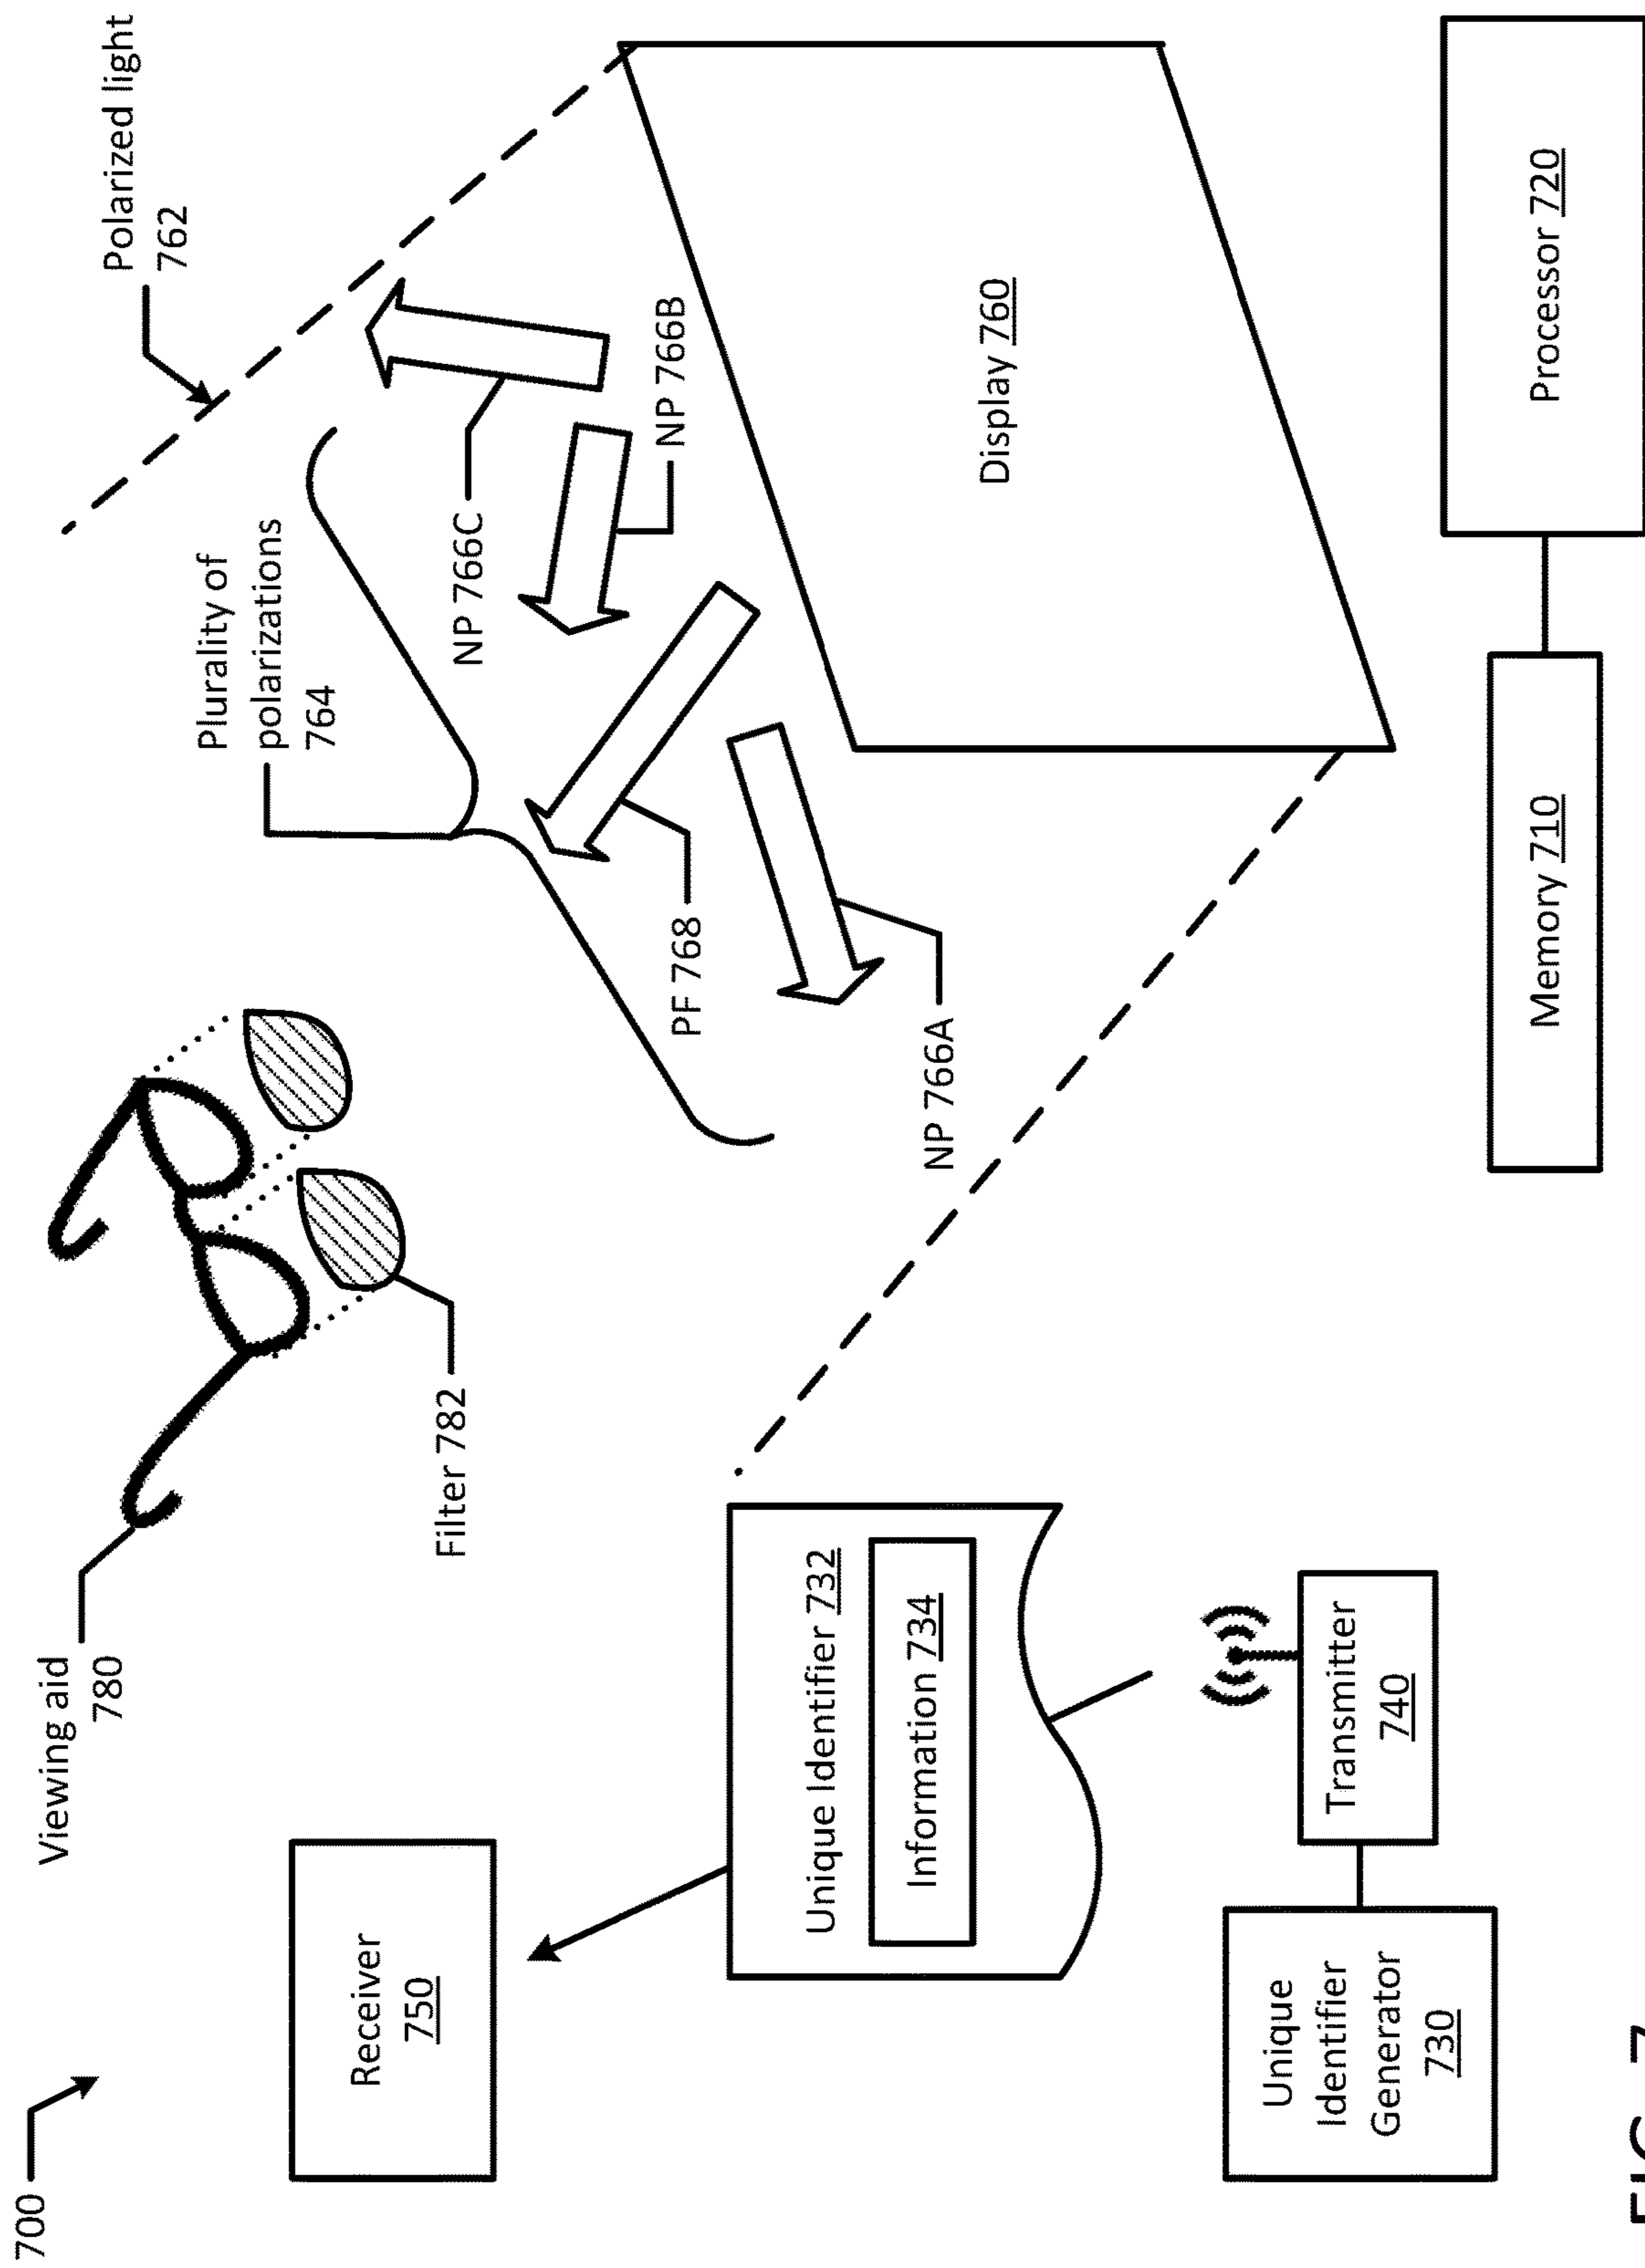 700
Viewing aid
780
Polarized light
762
Plurality of
polarizations
764
Receiver
750
Filter 782
NP 766C
NP 766B
PF 768
NP 766A
Unique Identifier 732
Information 734
Display 760
Transmitter
740
Unique
Identifier
Generator
730
Memory 710
Processor 720
FIG. 7